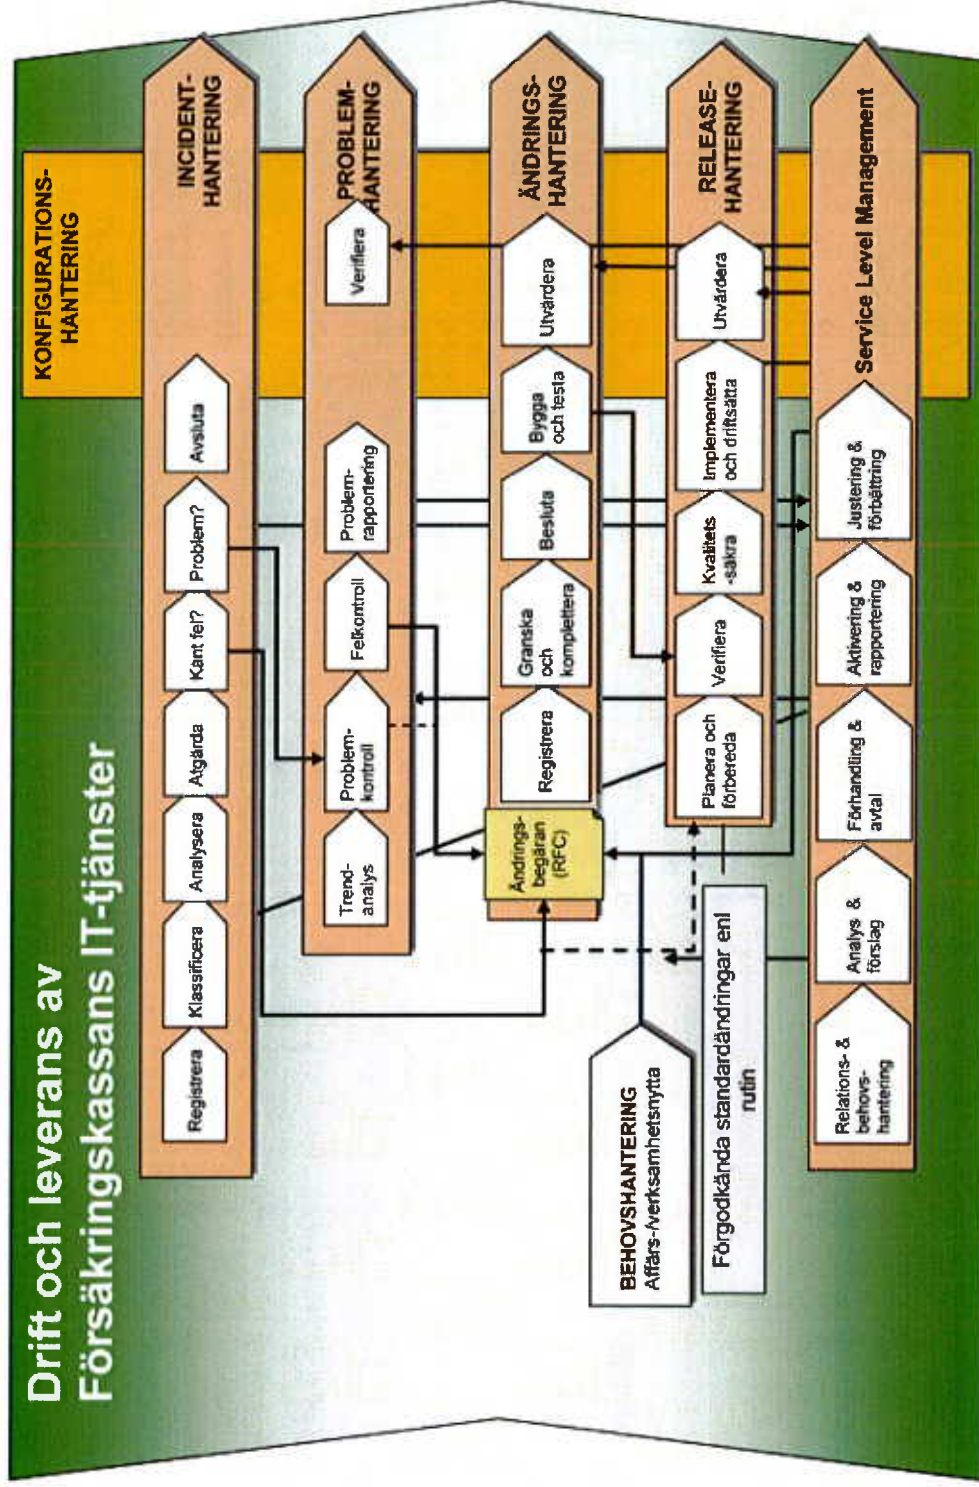 Drift och leverans av
Försäkringskassans IT-tjänster
KONFIGURATIONS-
HANTERING
Registrera
Klassificera
Analysera
Åtgärda
Känt fel?
Problem?
Avsluta
INCIDENT-
HANTERING
Trend-
analys
Problem-
kontroll
Felkontroll
Problem-
rapportering
Verifiera
PROBLEM-
HANTERING
Ändrings-
begäran
(RFC)
Registrera
Granska
och
komplettera
Besluta
Bygga
och testa
Utvärdera
ÄNDRINGS-
HANTERING
BEHOVSHANTERING
Affärs-/verksamhetsnytta
Planera och
förbereda
Verifiera
Kvalitets
-säkra
Implementera
och driftsätta
Utvärdera
RELEASE-
HANTERING
Förgodkända standardändringar enl
rutin
Relations- &
behovs-
hantering
Analys &
förslag
Förhandling &
avtal
Aktivering &
rapportering
Justering &
förbättring
Service Level Management